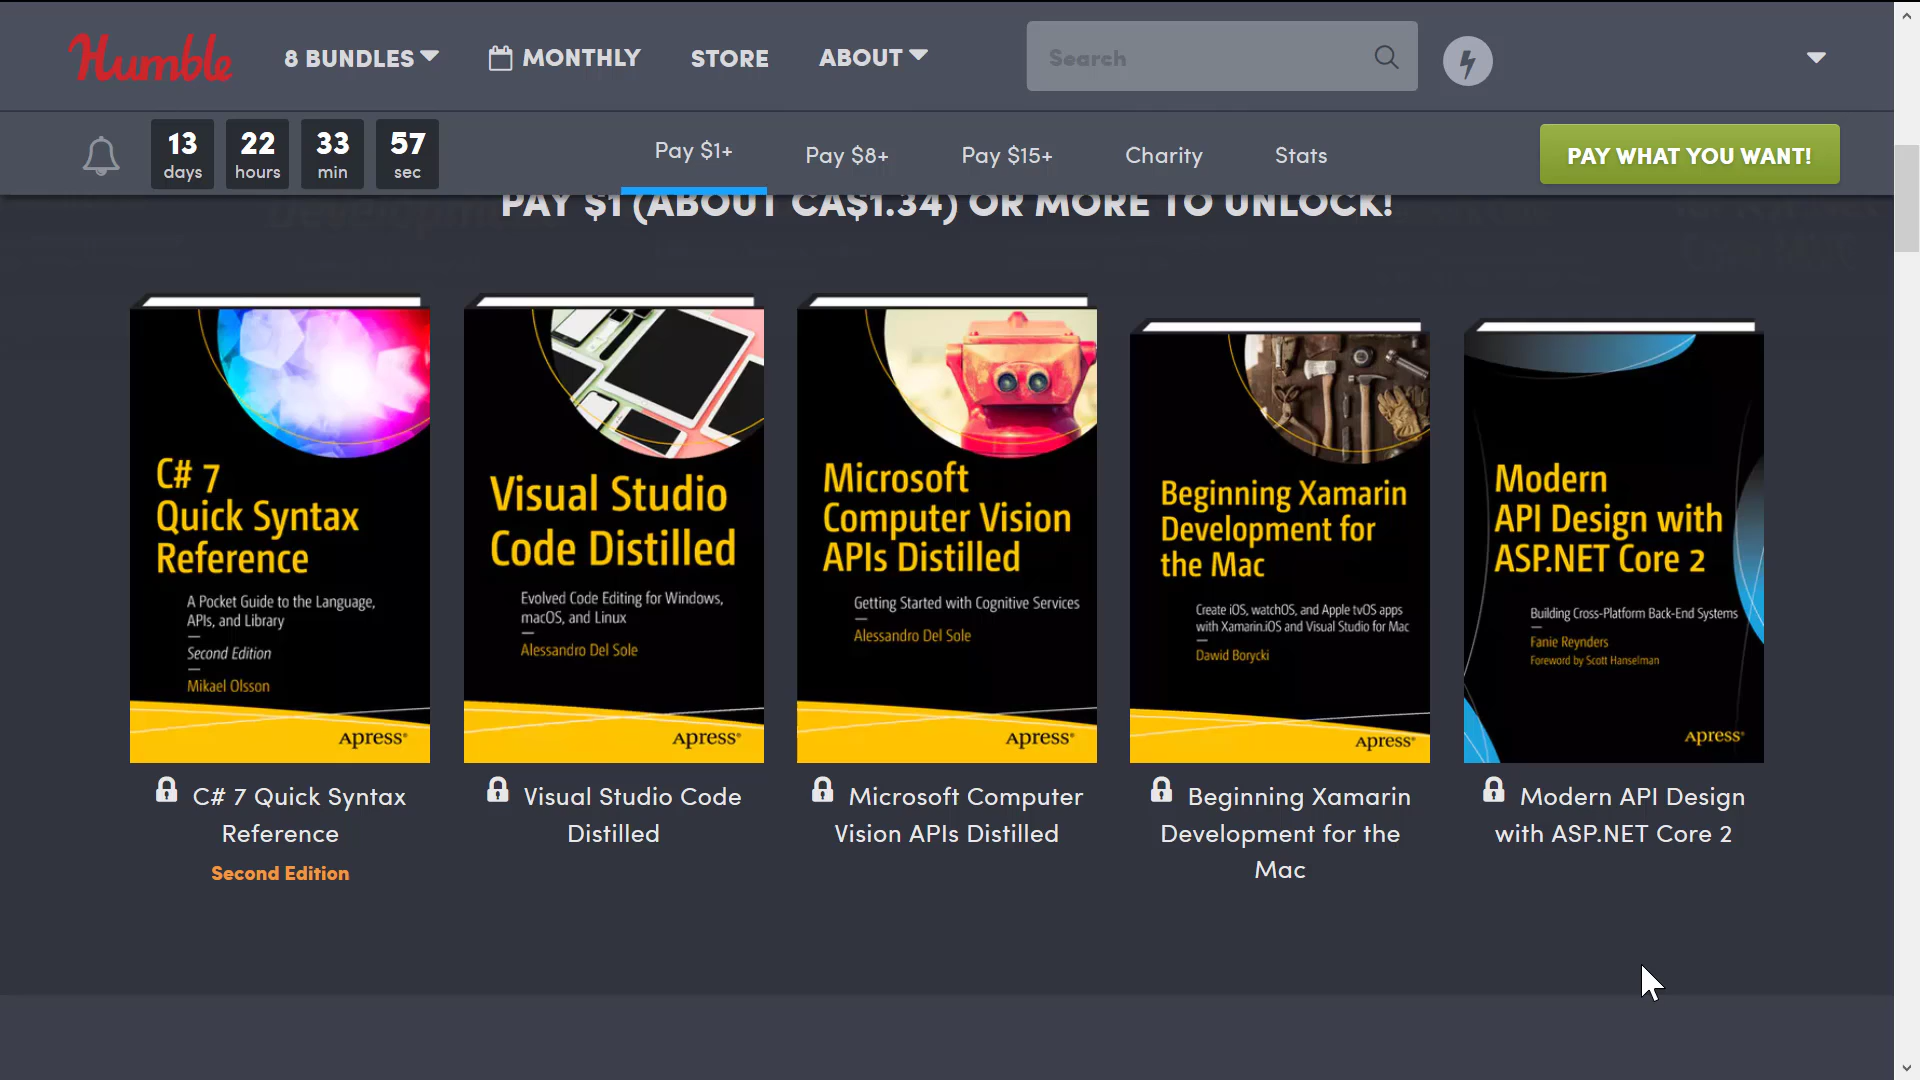 Humble
8 BUNDLES
MONTHLY
STORE
ABOUT
Search
13
days
22
hours
33
min
57
sec
Pay $1+
Pay $8+
Pay $15+
Charity
Stats
PAY WHAT YOU WANT!
PAY $1 (ABOUT CA$1.34) OR MORE TO UNLOCK!
C# 7
Quick Syntax
Reference
A Pocket Guide to the Language,
APIs, and Library
Second Edition
Mikael Olsson
Apress®
Visual Studio
Code Distilled
Evolved Code Editing for Windows,
macOS, and Linux
Alessandro Del Sole
Apress®
Microsoft
Computer Vision
APIs Distilled
Getting Started with Cognitive Services
Alessandro Del Sole
Apress®
Beginning Xamarin
Development for
the Mac
Create iOS, watchOS, and Apple tvOS apps
with Xamarin.iOS and Visual Studio for Mac
Dawid Borycki
Apress®
Modern
API Design with
ASP.NET Core 2
Building Cross-Platform Back-End Systems
Fanie Reynders
Foreword by Scott Hanselman
Apress®
C# 7 Quick Syntax
Reference
Second Edition
Visual Studio Code
Distilled
Microsoft Computer
Vision APIs Distilled
Beginning Xamarin
Development for the
Mac
Modern API Design
with ASP.NET Core 2